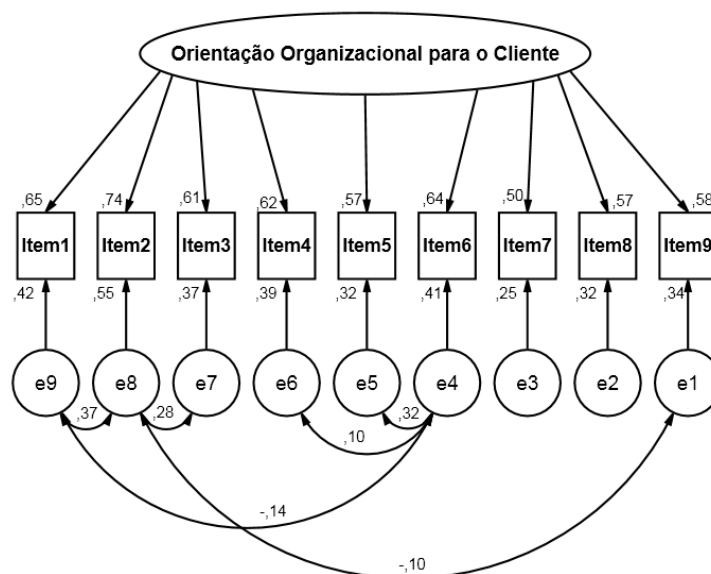 Orientação Organizacional para o Cliente
,65 ,74 ,61 ,62 ,57 ,64 ,50 ,57 ,58
Item1 Item2 Item3 Item4 Item5 Item6 Item7 Item8 Item9
,42 ,55 ,37 ,39 ,32 ,41 ,25 ,32 ,34
e9 e8 e7 e6 e5 e4 e3 e2 e1
,37 ,28 ,32
,10
-,14
-,10